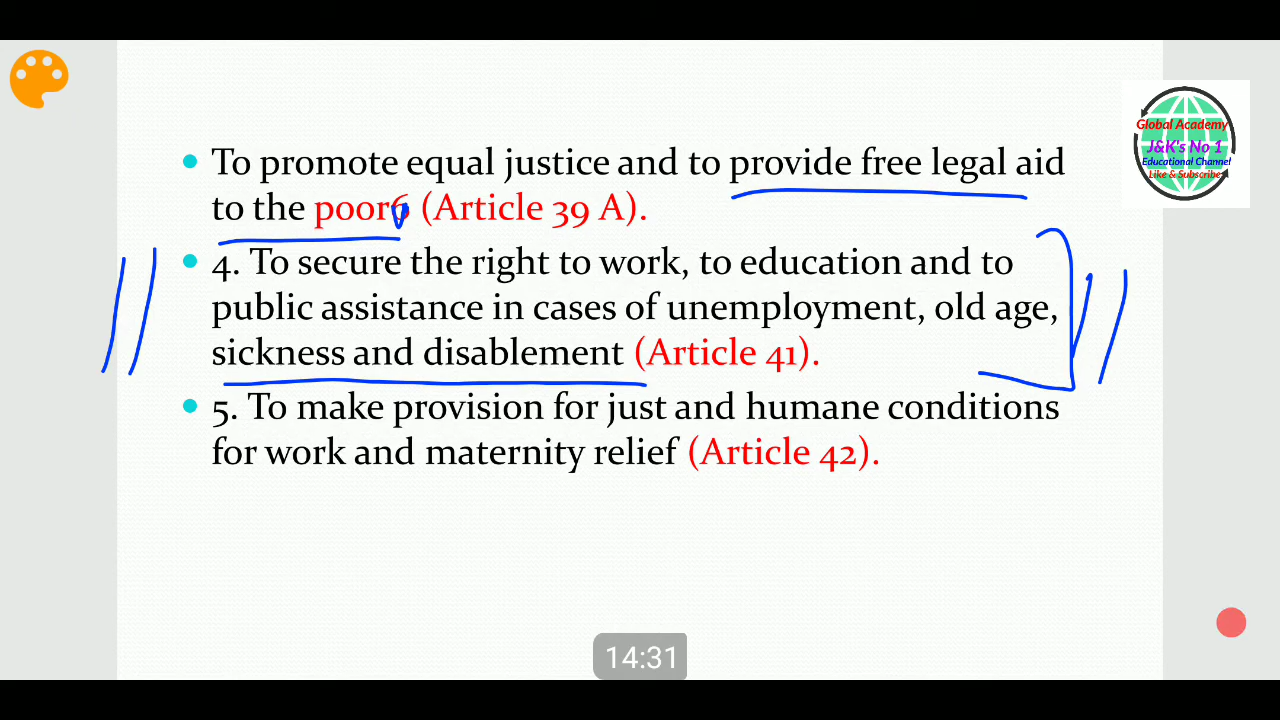 To promote equal justice and to provide free legal aid
to the poor6 (Article 39 A).
4. To secure the right to work, to education and to
public assistance in cases of unemployment, old age,
sickness and disablement (Article 41).
5. To make provision for just and humane conditions
for work and maternity relief (Article 42).
Global Academy
J&K's No 1
Educational Channel
Like & Subscribe
14:31